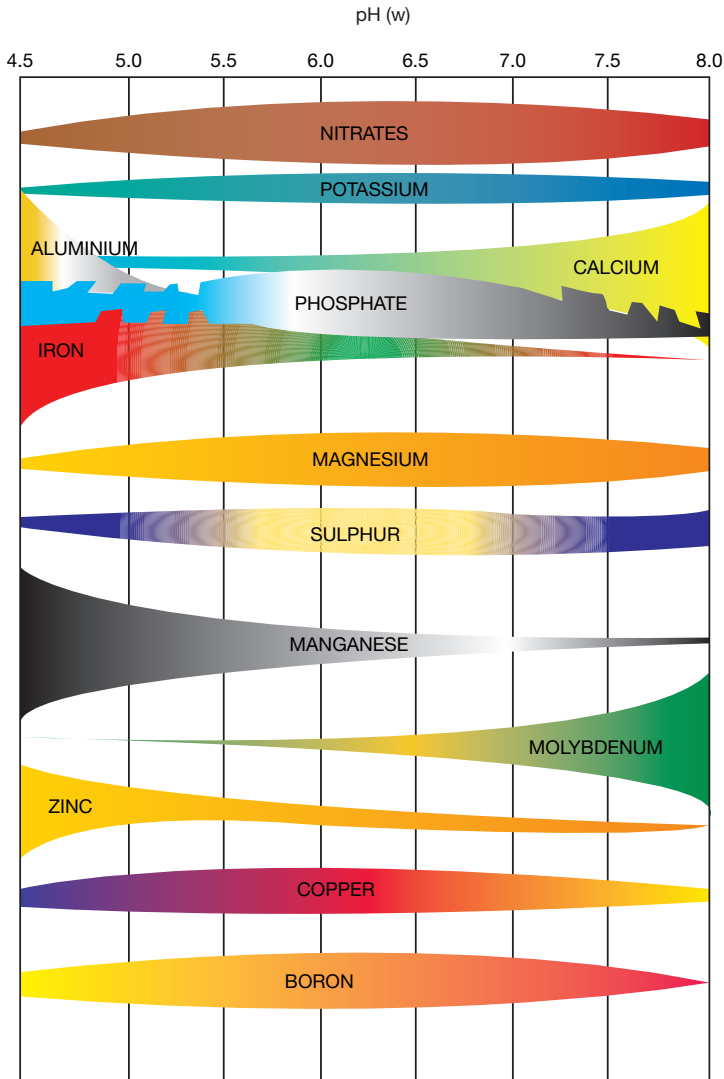 pH (w)
4.5 5.0 5.5 6.0 6.5 7.0 7.5 8.0
NITRATES
POTASSIUM
ALUMINIUM
CALCIUM
PHOSPHATE
IRON
MAGNESIUM
SULPHUR
MANGANESE
MOLYBDENUM
ZINC
COPPER
BORON